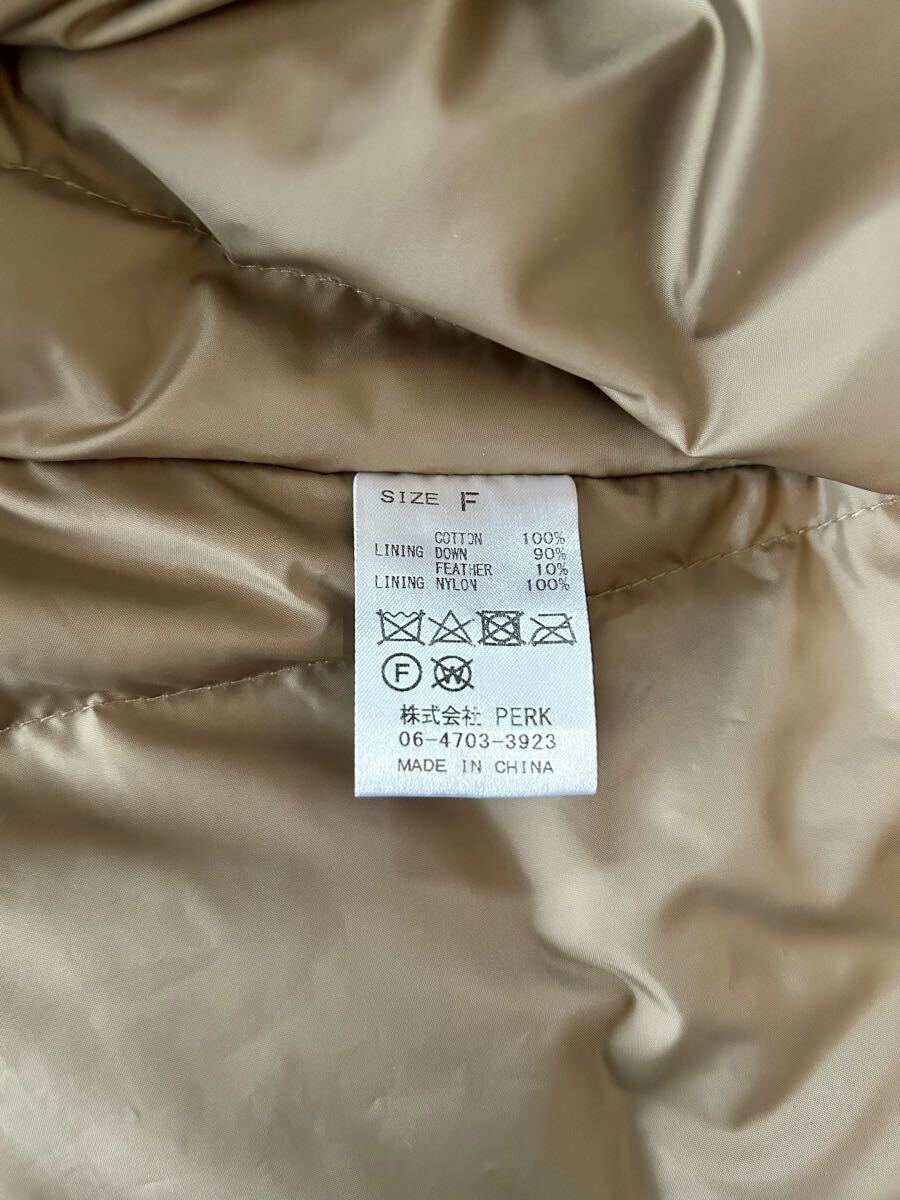 SIZE F
COTTON 100%
LINING DOWN 90%
FEATHER 10%
LINING NYLON 100%
F W
株式会社 PERK
06-4703-3923
MADE IN CHINA